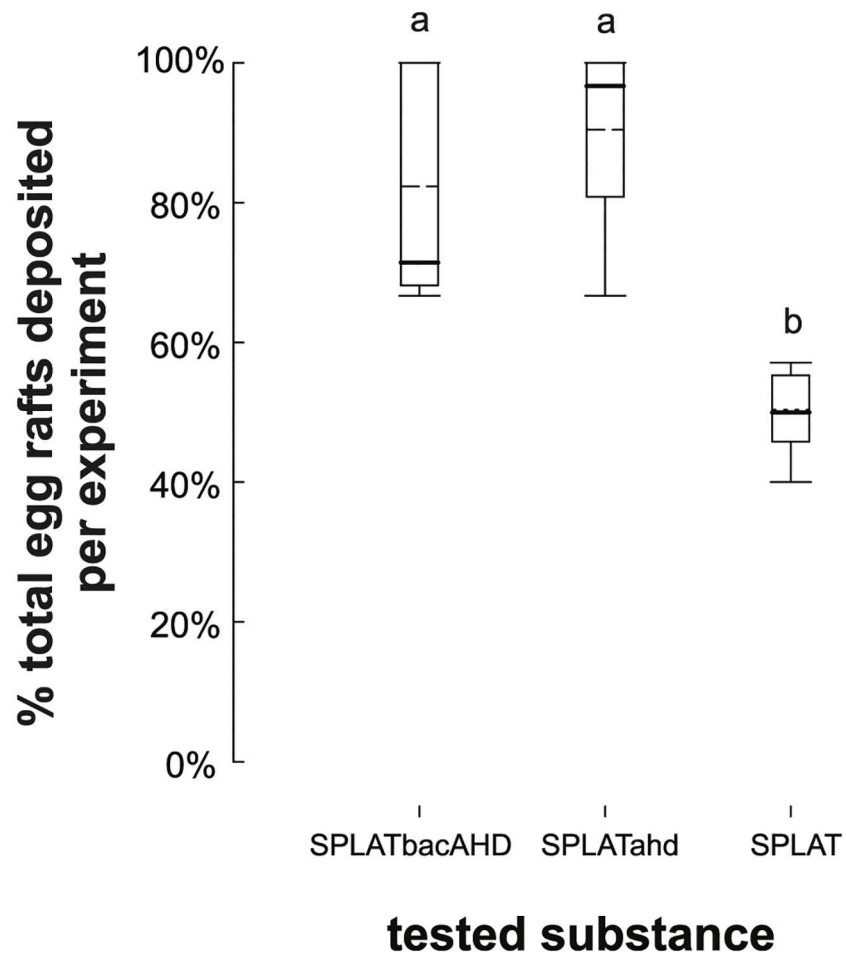 a
a
b
% total egg rafts deposited
per experiment
100%
80%
60%
40%
20%
0%
SPLATbacAHD
SPLATahd
SPLAT
tested substance